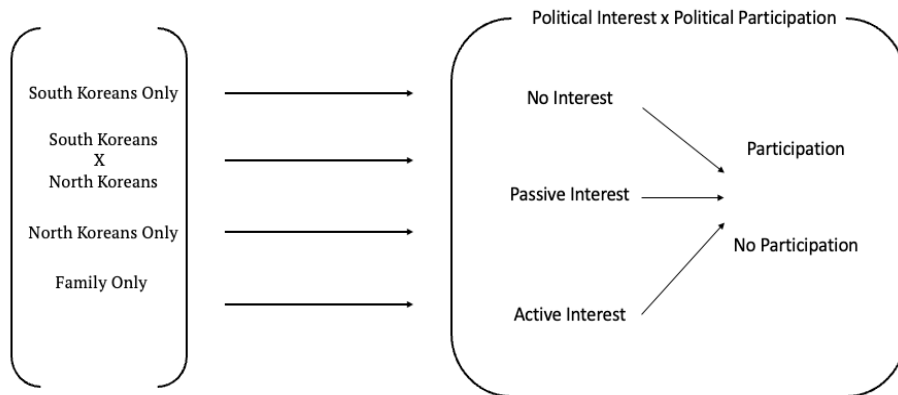 Political Interest x Political Participation
South Koreans Only
South Koreans
X
North Koreans
North Koreans Only
Family Only
No Interest
Passive Interest
Active Interest
Participation
No Participation